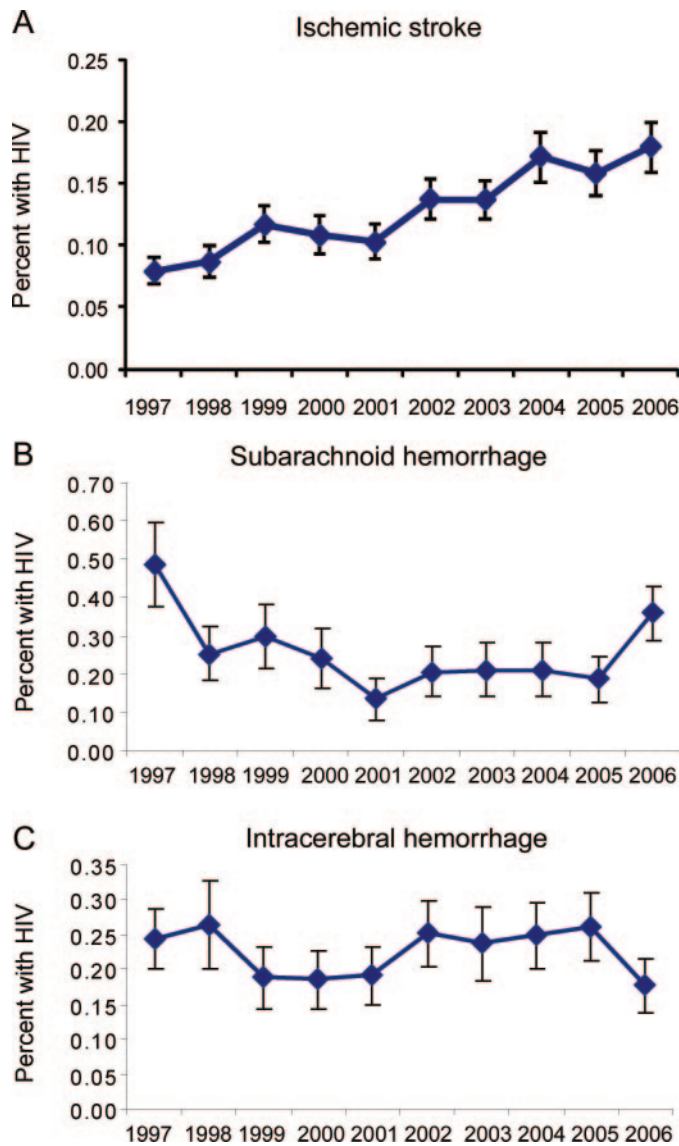 A
Ischemic stroke
Percent with HIV
0.25
0.20
0.15
0.10
0.05
0.00
1997 1998 1999 2000 2001 2002 2003 2004 2005 2006
B
Subarachnoid hemorrhage
Percent with HIV
0.70
0.60
0.50
0.40
0.30
0.20
0.10
0.00
1997 1998 1999 2000 2001 2002 2003 2004 2005 2006
C
Intracerebral hemorrhage
Percent with HIV
0.35
0.30
0.25
0.20
0.15
0.10
0.05
0.00
1997 1998 1999 2000 2001 2002 2003 2004 2005 2006